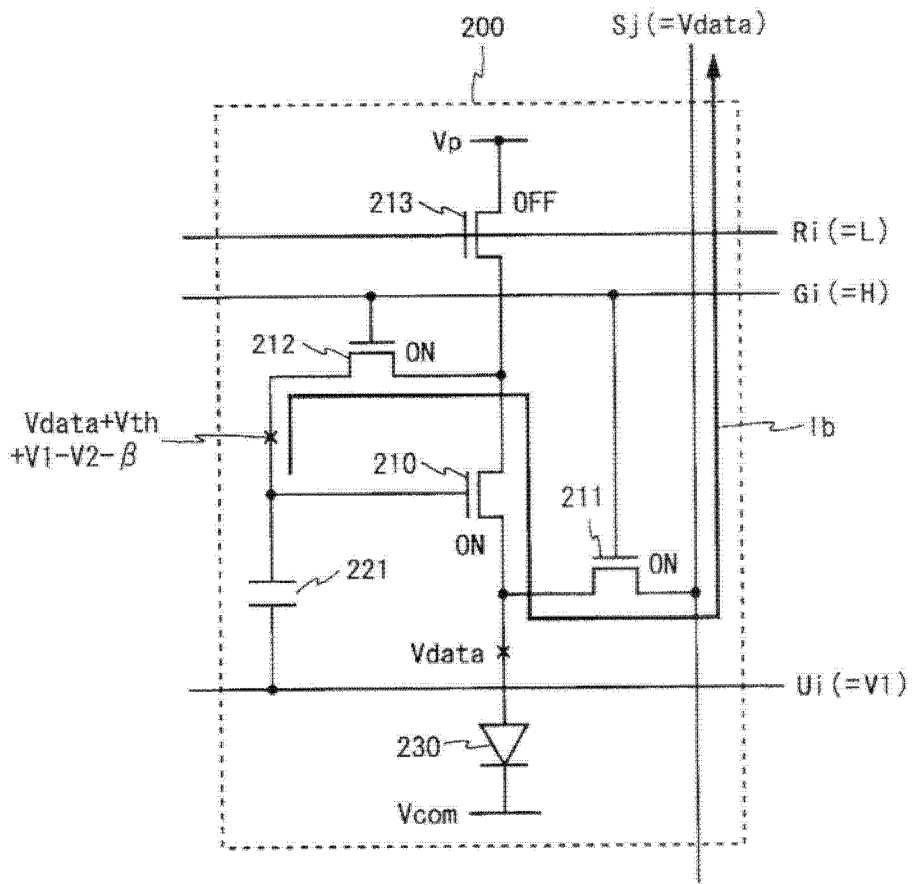 200
Sj(=Vdata)
Vp
213
OFF
Ri(=L)
Gi(=H)
212
ON
Vdata+Vth
+V1-V2-β
Ib
210
211
ON
ON
221
Vdata
Ui(=V1)
230
Vcom